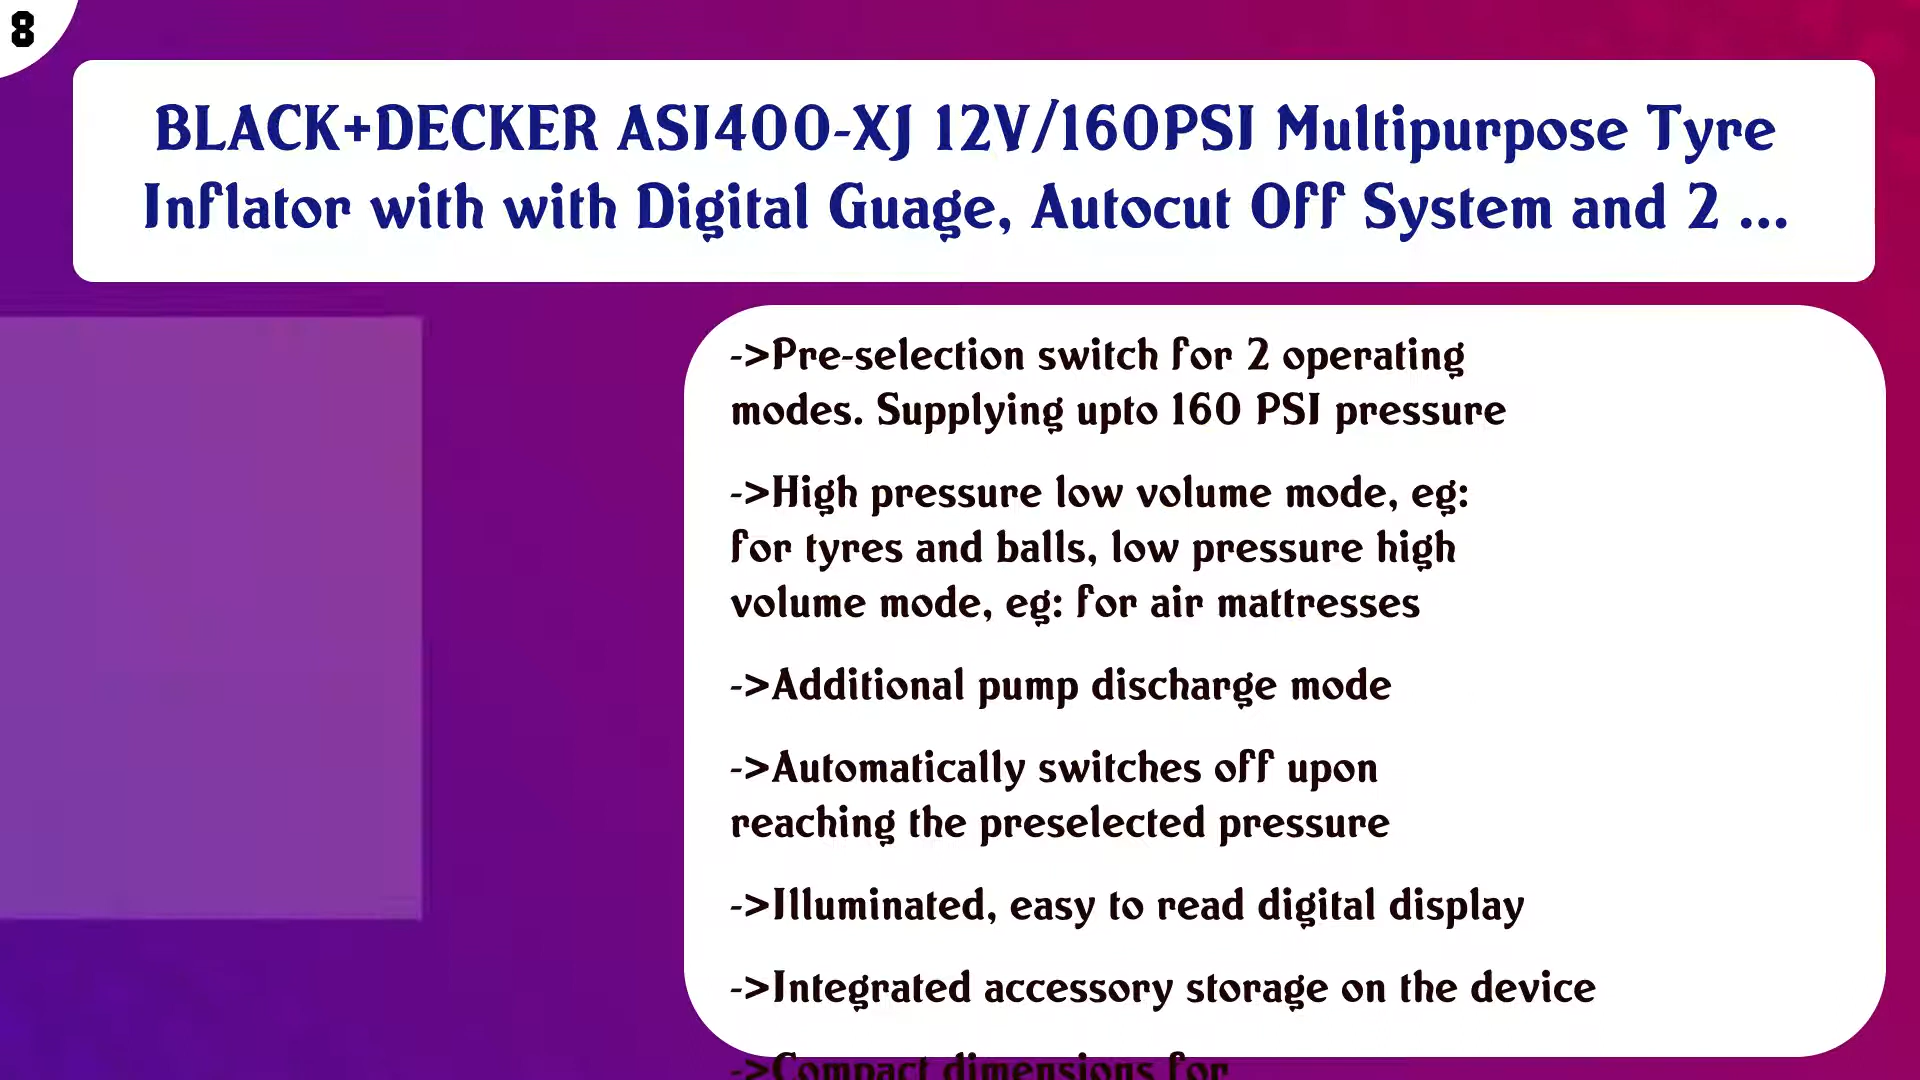 8
BLACK+DECKER ASI400-XJ 12V/160PSI Multipurpose Tyre
Inflator with with Digital Guage, Autocut Off System and 2 ...
->Pre-selection switch for 2 operating
modes. Supplying upto 160 PSI pressure
->High pressure low volume mode, eg:
for tyres and balls, low pressure high
volume mode, eg: for air mattresses
->Additional pump discharge mode
->Automatically switches off upon
reaching the preselected pressure
->Illuminated, easy to read digital display
->Integrated accessory storage on the device
->Compact dimensions for